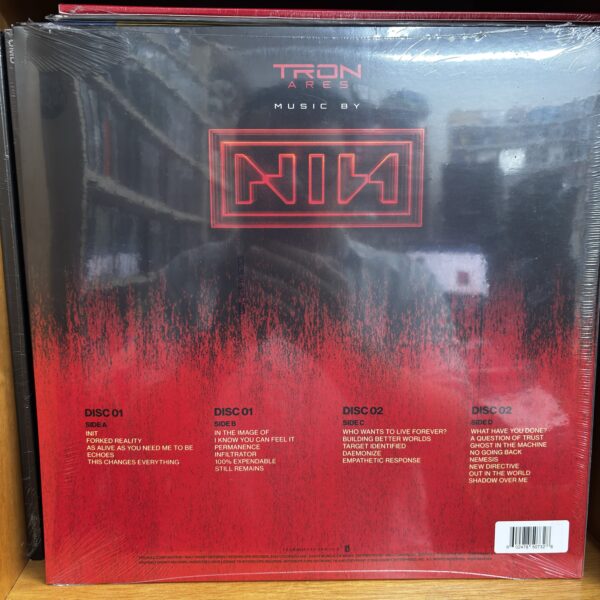 TRON
ARES
MUSIC BY
NIN
DISC 01
SIDE A
INIT
FORKED REALITY
AS ALIVE AS YOU NEED ME TO BE
ECHOES
THIS CHANGES EVERYTHING
DISC 01
SIDE B
IN THE IMAGE OF
I KNOW YOU CAN FEEL IT
PERMANENCE
INFILTRATOR
100% EXPENDABLE
STILL REMAINS
DISC 02
SIDE C
WHO WANTS TO LIVE FOREVER?
BUILDING BETTER WORLDS
TARGET IDENTIFIED
DAEMONIZE
EMPATHETIC RESPONSE
DISC 02
SIDE D
WHAT HAVE YOU DONE?
A QUESTION OF TRUST
GHOST IN THE MACHINE
NO GOING BACK
NEMESIS
NEW DIRECTIVE
OUT IN THE WORLD
SHADOW OVER ME